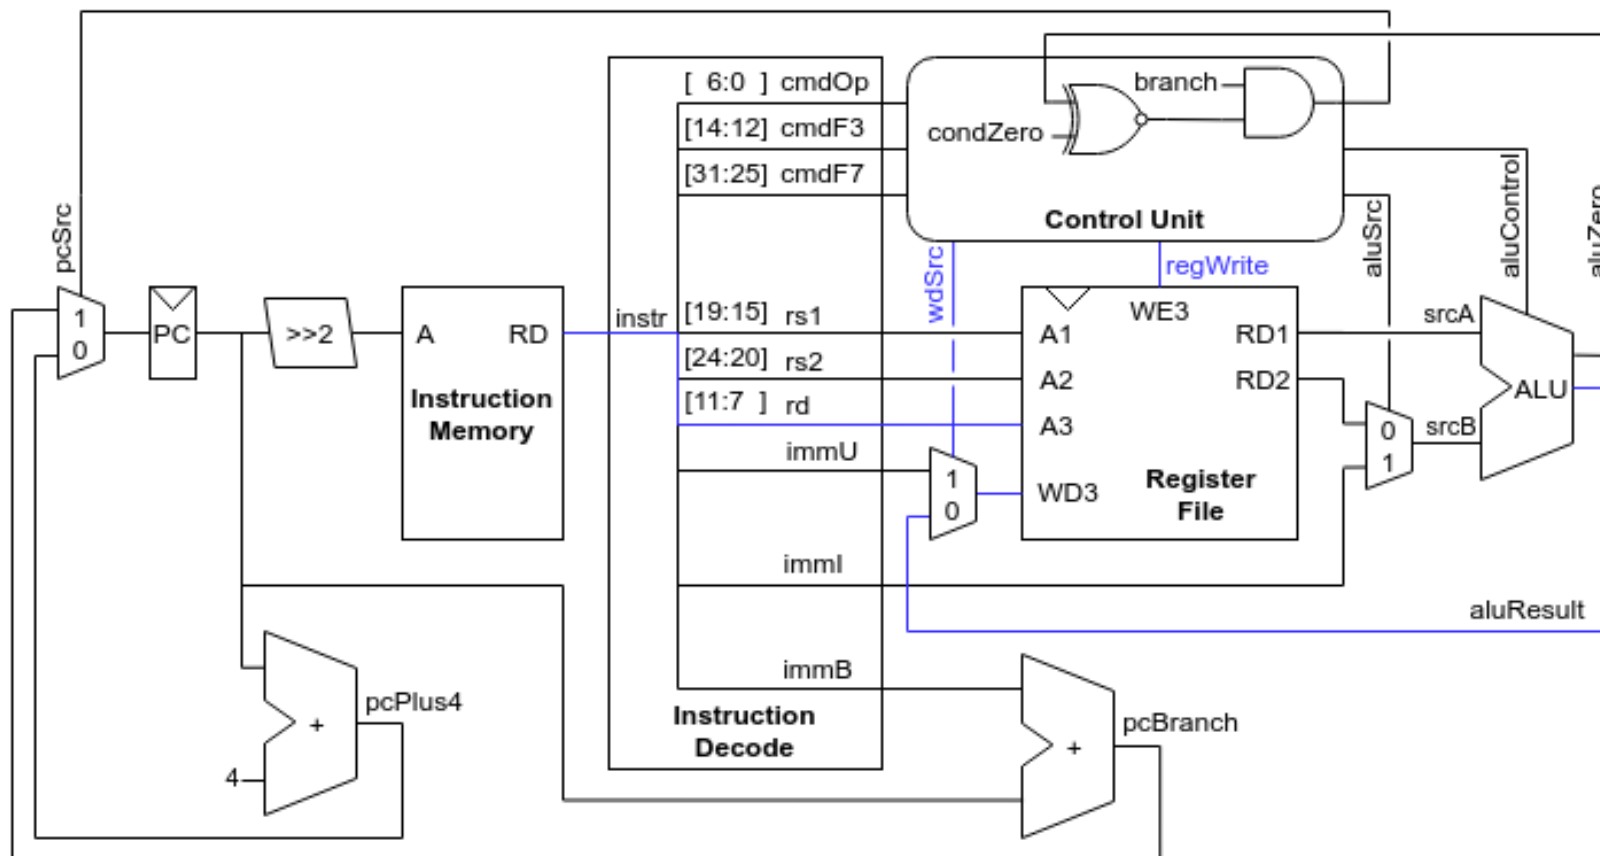 [ 6:0 ] cmdOp
branch
[14:12] cmdF3
condZero
[31:25] cmdF7
Control Unit
pcSrc
aluSrc
aluControl
aluZero
wdSrc
regWrite
1
0
PC
>>2
A
RD
Instruction
Memory
instr
[19:15] rs1
[24:20] rs2
[11:7 ] rd
immU
1
0
WE3
A1
RD1
A2
RD2
A3
WD3
Register
File
srcA
srcB
0
1
ALU
immI
aluResult
immB
Instruction
Decode
pcPlus4
+
4
pcBranch
+